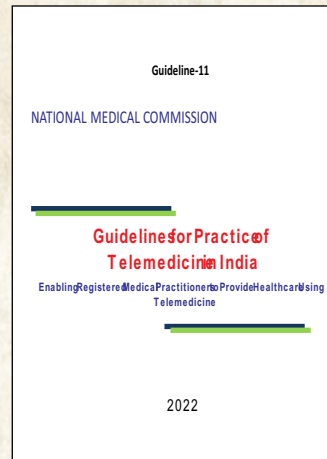 Guideline-11
NATIONAL MEDICAL COMMISSION
Guidelines for Practice of
Telemedicine in India
Enabling Registered Medical Practitioners to Provide Healthcare Using
Telemedicine
2022